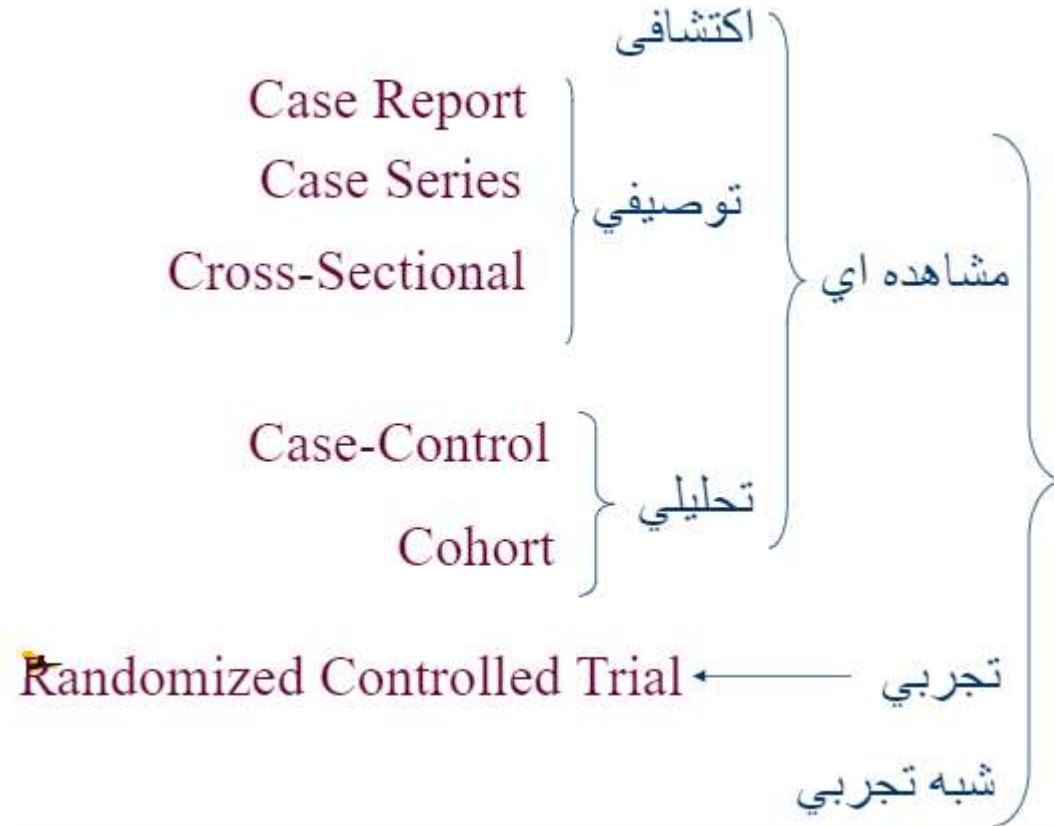 اکتشافی
Case Report
Case Series
توصيفي
Cross-Sectional
مشاهده اي
Case-Control
تحليلي
Cohort
Randomized Controlled Trial
تجربي
شبه تجربي